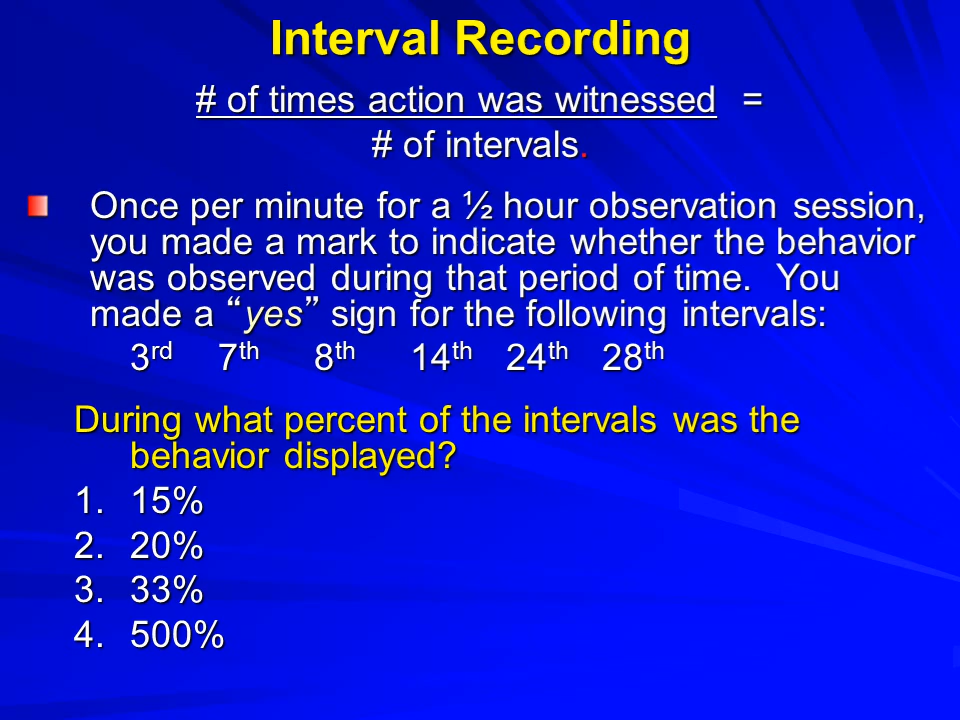 Interval Recording
# of times action was witnessed =
# of intervals.
Once per minute for a ½ hour observation session,
you made a mark to indicate whether the behavior
was observed during that period of time. You
made a “yes” sign for the following intervals:
3rd 7th 8th 14th 24th 28th
During what percent of the intervals was the
behavior displayed?
1. 15%
2. 20%
3. 33%
4. 500%